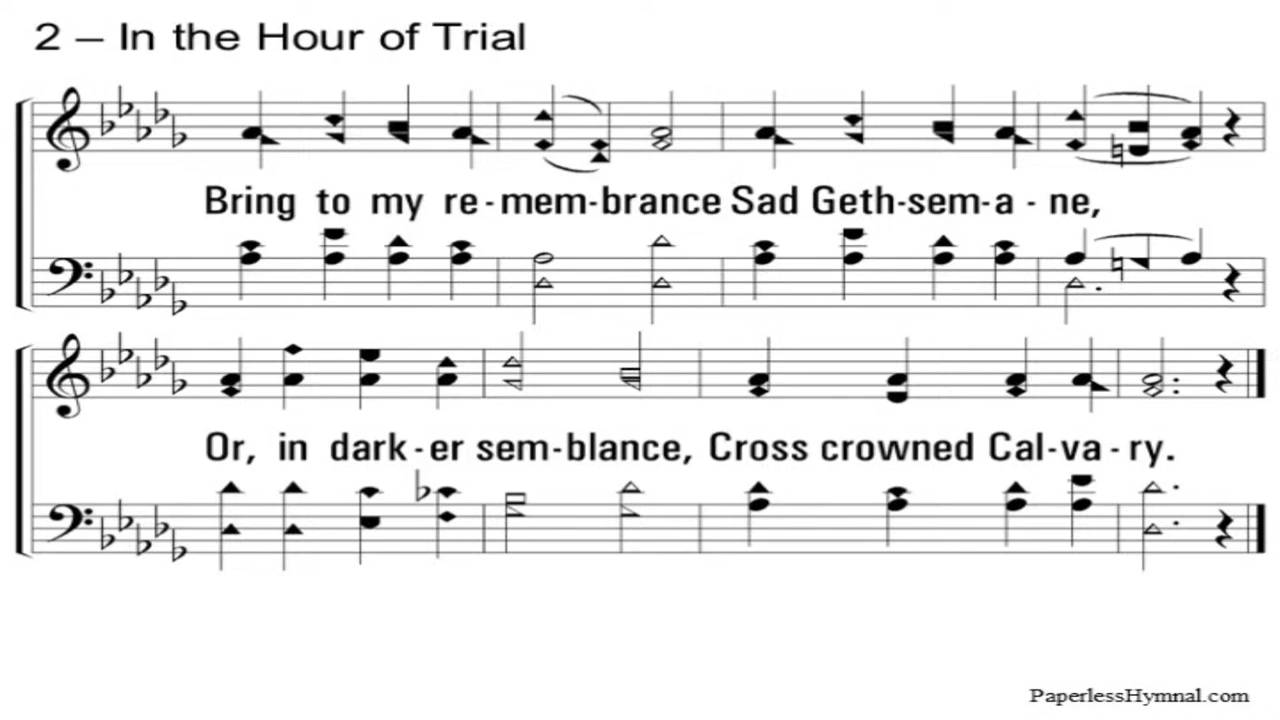 2 – In the Hour of Trial
Bring to my re-mem-brance Sad Geth-sem-a - ne,
Or, in dark-er sem-blance, Cross crowned Cal-va-ry.
PaperlessHymnal.com